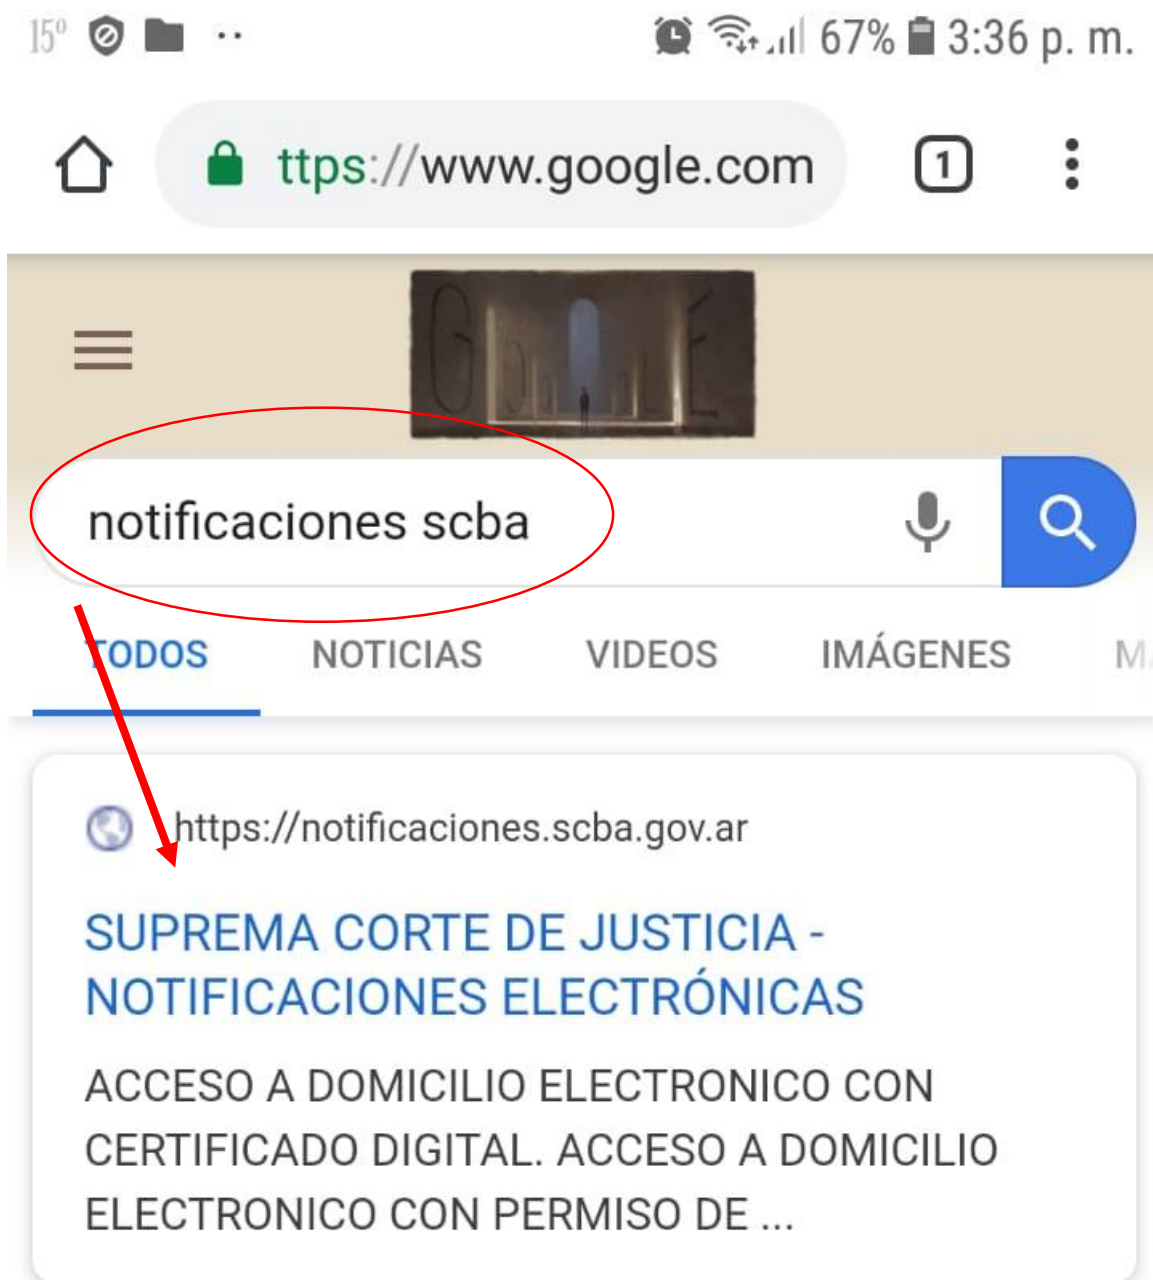 15º
67% 3:36 p. m.
ttps://www.google.com
1
notificaciones scba
TODOS NOTICIAS VIDEOS IMÁGENES
https://notificaciones.scba.gov.ar
SUPREMA CORTE DE JUSTICIA -
NOTIFICACIONES ELECTRÓNICAS
ACCESO A DOMICILIO ELECTRONICO CON
CERTIFICADO DIGITAL. ACCESO A DOMICILIO
ELECTRONICO CON PERMISO DE ...